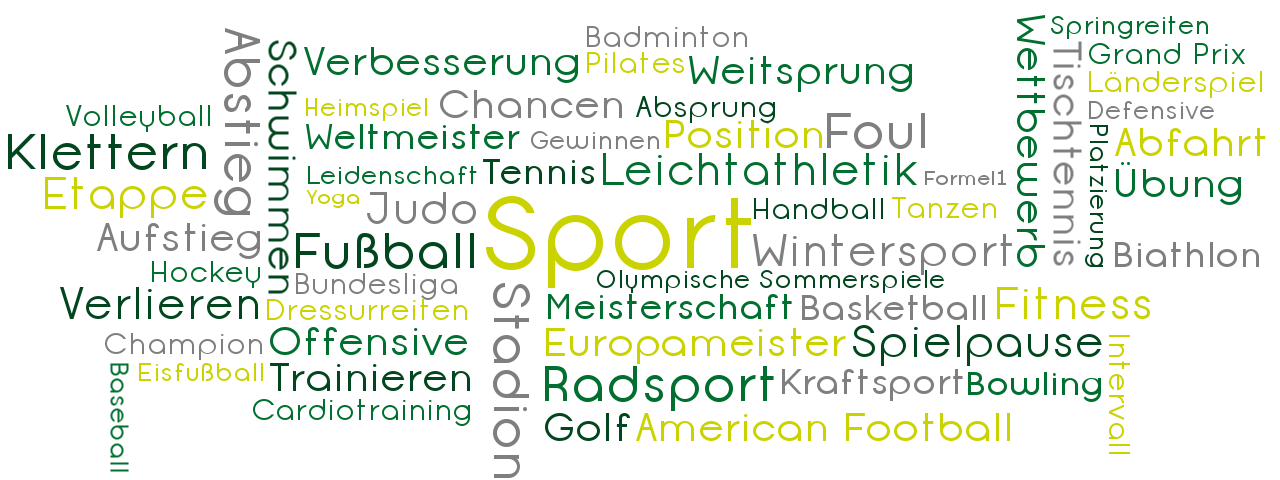 Springreiten
Badminton
Grand Prix
Verbesserung
Pilates
Weitsprung
Länderspiel
Heimspiel
Chancen
Absprung
Defensive
Volleyball
Weltmeister
Gewinnen
Position
Foul
Abfahrt
Klettern
Leidenschaft
Tennis
Leichtathletik
Formel1
Übung
Etappe
Yoga
Judo
Sport
Handball
Tanzen
Aufstieg
Fußball
Wintersport
Biathlon
Hockey
Bundesliga
Olympische Sommerspiele
Verlieren
Dressurreiten
Meisterschaft
Basketball
Fitness
Champion
Offensive
Europameister
Spielpause
Eisfußball
Trainieren
Radsport
Kraftsport
Bowling
Cardiotraining
Golf
American Football
Abstieg
Schwimmen
Stadion
Wettbewerb
Tischtennis
Platzierung
Baseball
Intervall